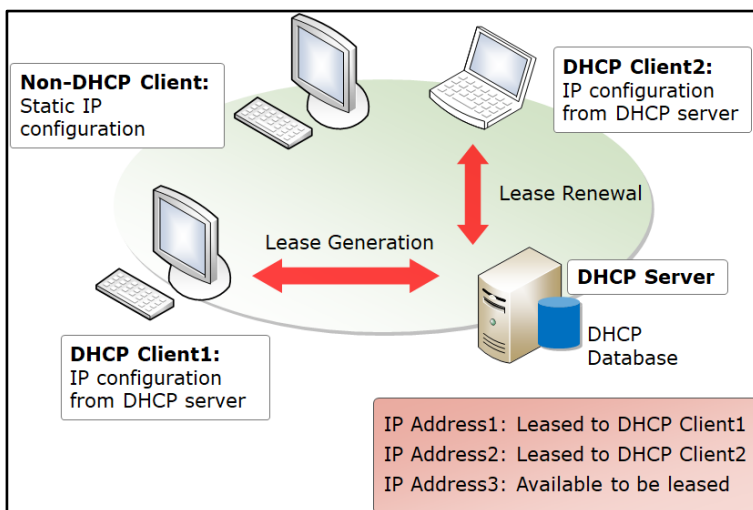 Non-DHCP Client:
Static IP
configuration
DHCP Client2:
IP configuration
from DHCP server
Lease Renewal
Lease Generation
DHCP Server
DHCP
Database
DHCP Client1:
IP configuration
from DHCP server
IP Address1: Leased to DHCP Client1
IP Address2: Leased to DHCP Client2
IP Address3: Available to be leased